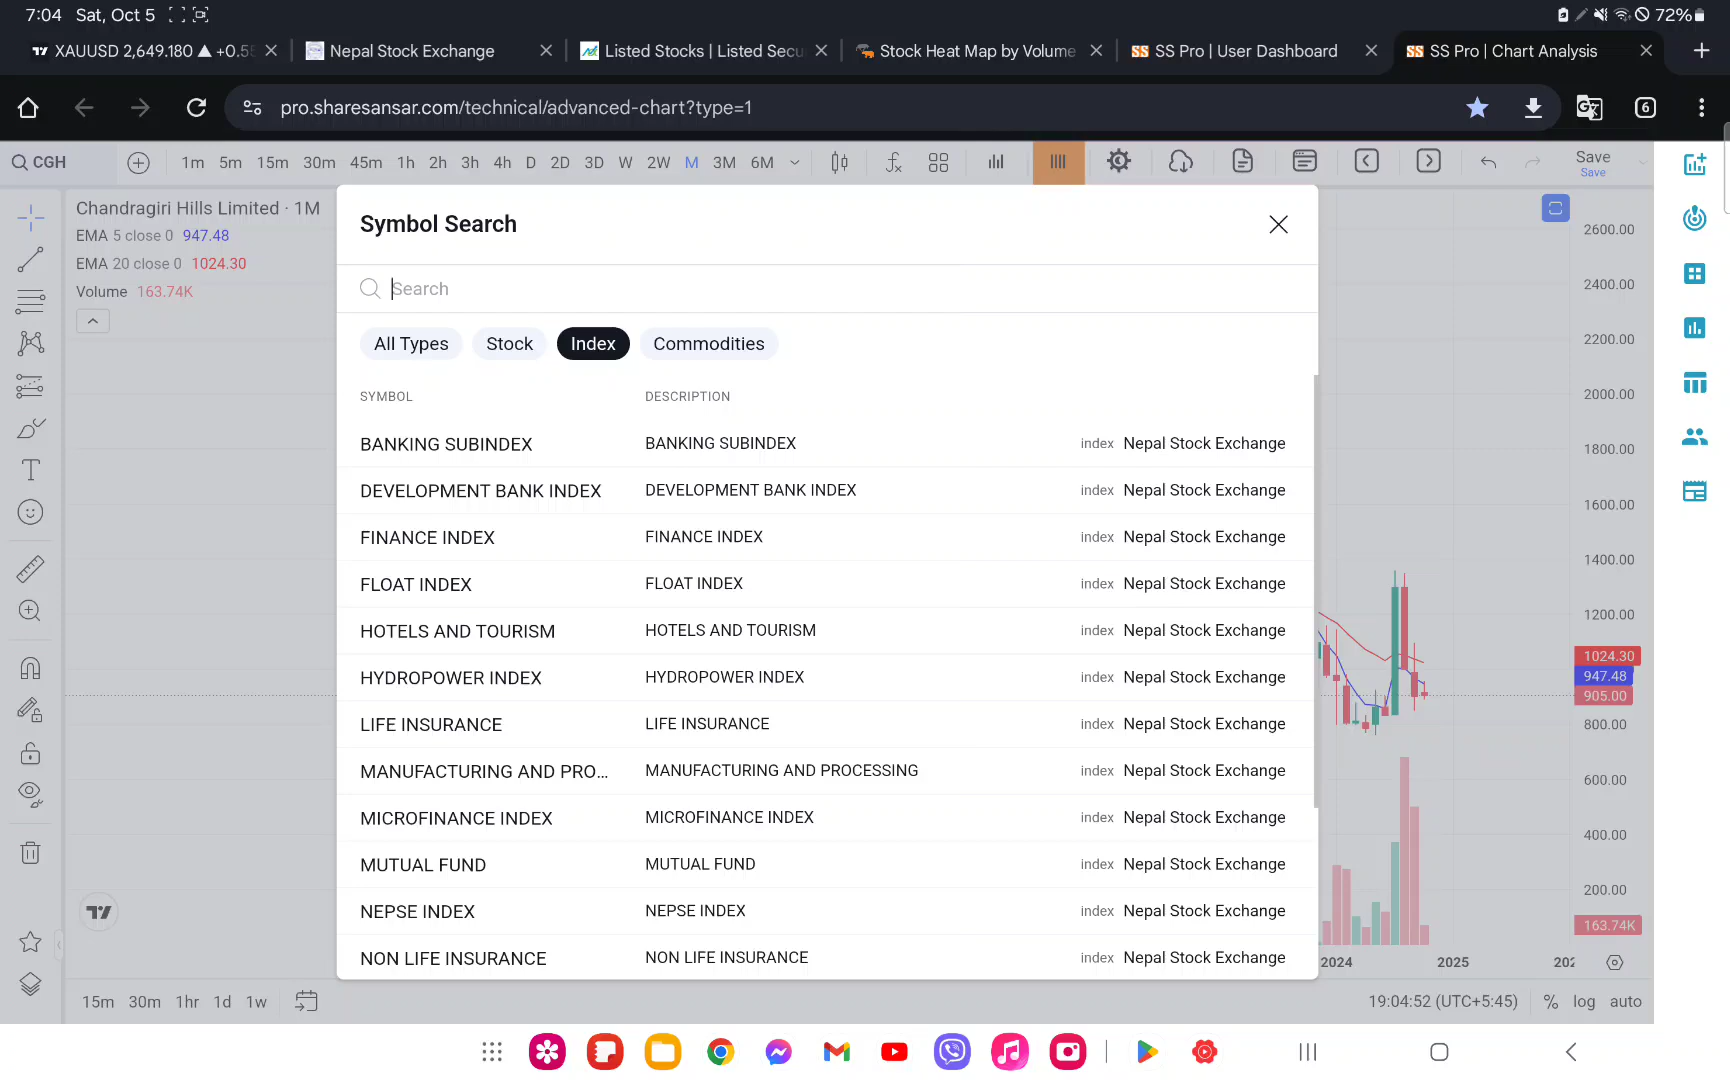 7:04 Sat, Oct 5 72%
XAUUSD 2,649.180 ▲ +0.5
Nepal Stock Exchange
Listed Stocks | Listed Secu
Stock Heat Map by Volume
SS Pro | User Dashboard
SS Pro | Chart Analysis
pro.sharesansar.com/technical/advanced-chart?type=1 6
CGH 1m 5m 15m 30m 45m 1h 2h 3h 4h D 2D 3D W 2W M 3M 6M Save
Save
Chandragiri Hills Limited · 1M
EMA 5 close 0 947.48
EMA 20 close 0 1024.30
Volume 163.74K
Symbol Search
Search
All Types Stock Index Commodities
SYMBOL DESCRIPTION
BANKING SUBINDEX BANKING SUBINDEX index Nepal Stock Exchange
DEVELOPMENT BANK INDEX DEVELOPMENT BANK INDEX index Nepal Stock Exchange
FINANCE INDEX FINANCE INDEX index Nepal Stock Exchange
FLOAT INDEX FLOAT INDEX index Nepal Stock Exchange
HOTELS AND TOURISM HOTELS AND TOURISM index Nepal Stock Exchange
HYDROPOWER INDEX HYDROPOWER INDEX index Nepal Stock Exchange
LIFE INSURANCE LIFE INSURANCE index Nepal Stock Exchange
MANUFACTURING AND PRO... MANUFACTURING AND PROCESSING index Nepal Stock Exchange
MICROFINANCE INDEX MICROFINANCE INDEX index Nepal Stock Exchange
MUTUAL FUND MUTUAL FUND index Nepal Stock Exchange
NEPSE INDEX NEPSE INDEX index Nepal Stock Exchange
NON LIFE INSURANCE NON LIFE INSURANCE index Nepal Stock Exchange
2600.00
2400.00
2200.00
2000.00
1800.00
1600.00
1400.00
1200.00
1024.30
947.48
905.00
800.00
600.00
400.00
200.00
163.74K
2024 2025 202
15m 30m 1hr 1d 1w 19:04:52 (UTC+5:45) % log auto